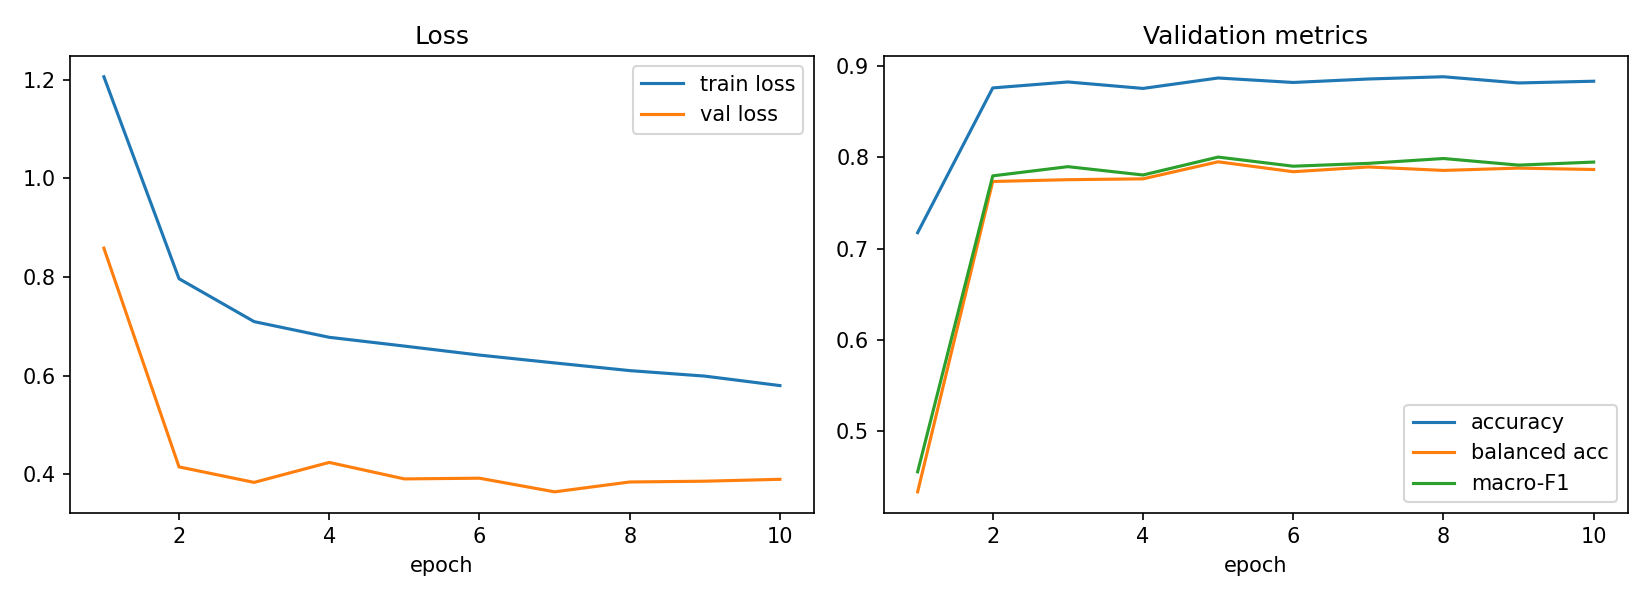 Loss
1.2
1.0
0.8
0.6
0.4
2 4 6 8 10
epoch
train loss
val loss
Validation metrics
0.9
0.8
0.7
0.6
0.5
2 4 6 8 10
epoch
accuracy
balanced acc
macro-F1